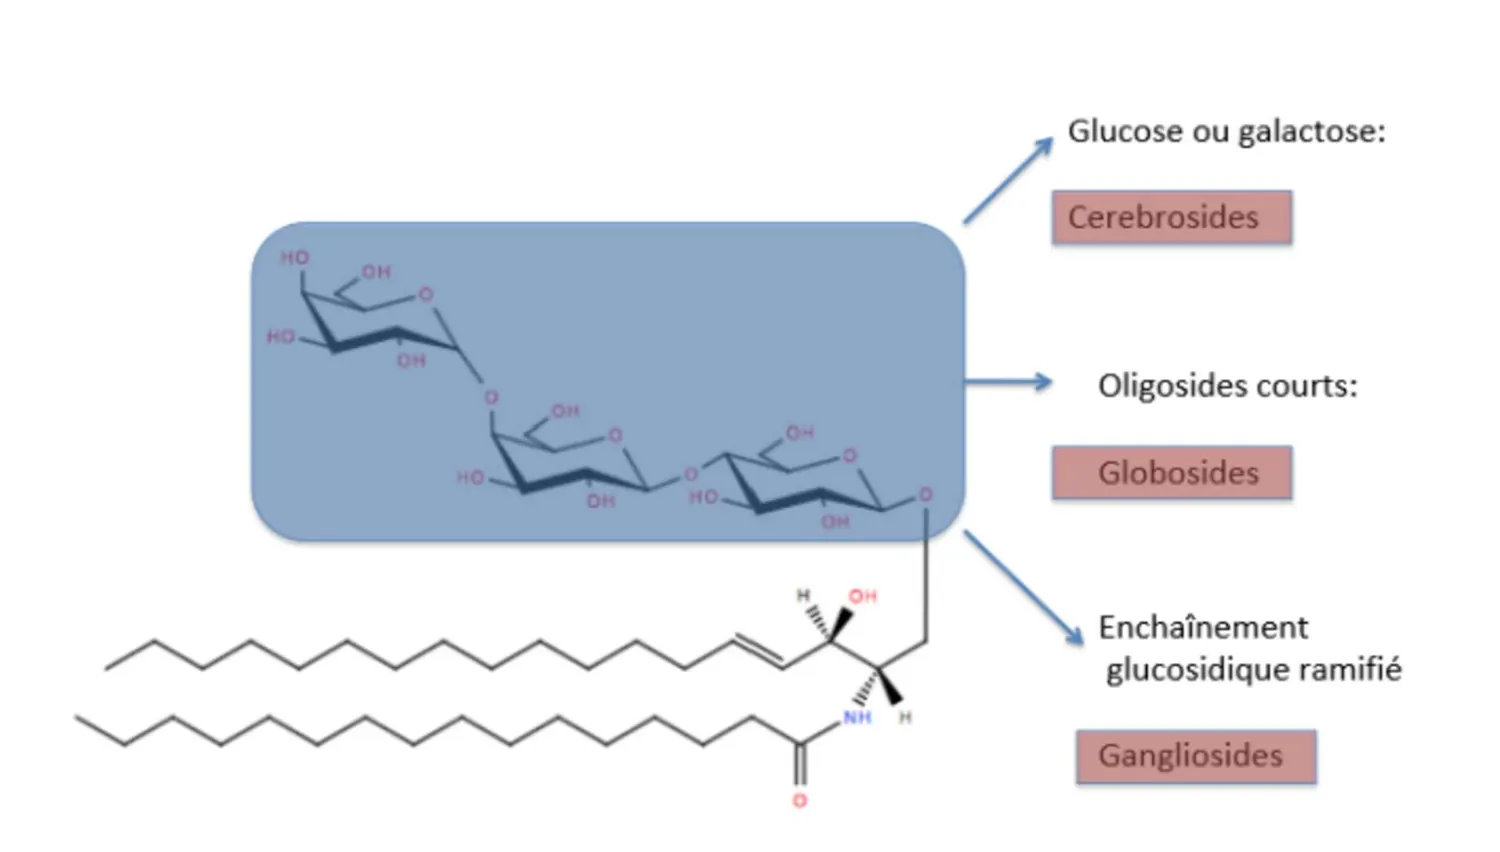 Glucose ou galactose:
Cerebrosides
HO
OH
O
HO
OH
O
Oligosides courts:
OH
O
OH
O
HO
O
Globosides
HO
O
OH
OH
H
OH
Enchaînement
glucosidique ramifié
NH
H
Gangliosides
O